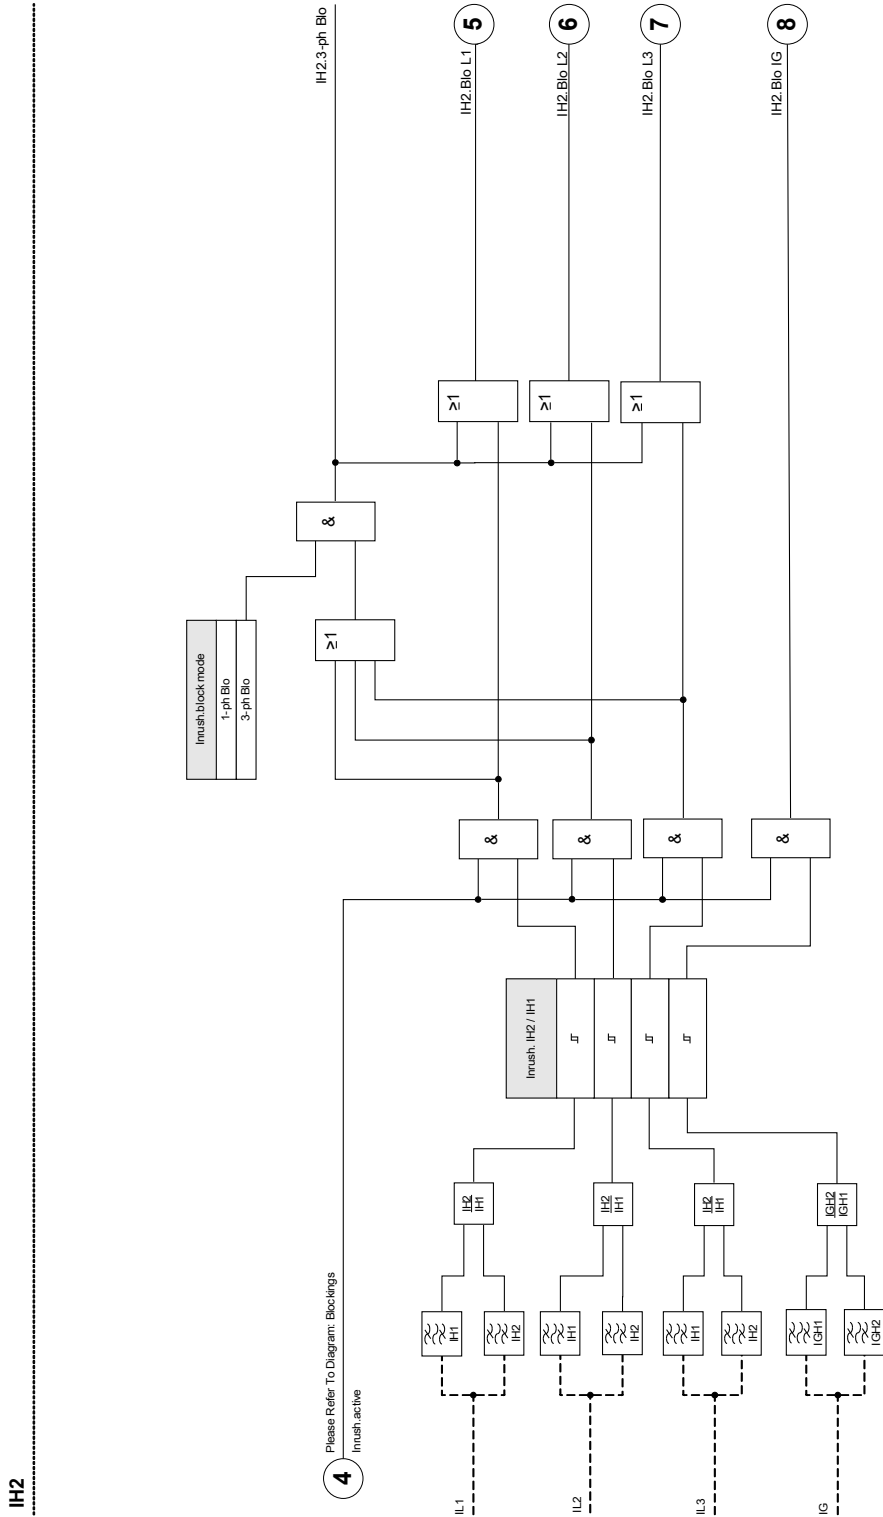 IH2
4
Please Refer To Diagram: Blockings
Inrush.active
IL1
IL2
IL3
IG
IH1
IH2
IH1
IH2
IH1
IH2
IGH1
IGH2
IH2
IH1
IH2
IH1
IH2
IH1
IGH2
IGH1
Inrush. IH2 / IH1
&
&
&
&
Inrush.block mode
1-ph Blo
3-ph Blo
≥1
&
≥1
≥1
≥1
IH2.3-ph Blo
IH2.Blo L1
5
IH2.Blo L2
6
IH2.Blo L3
7
IH2.Blo IG
8